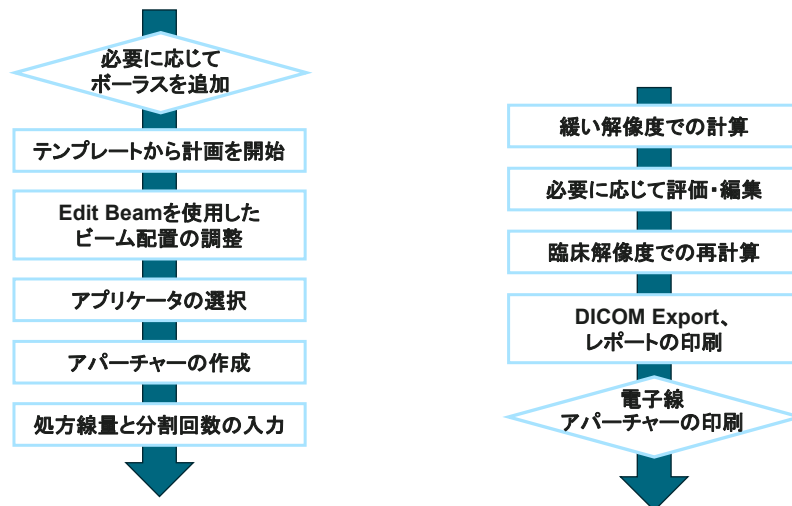 必要に応じて
ボーラスを追加
テンプレートから計画を開始
Edit Beamを使用した
ビーム配置の調整
アプリケータの選択
アパーチャーの作成
処方線量と分割回数の入力
緩い解像度での計算
必要に応じて評価・編集
臨床解像度での再計算
DICOM Export、
レポートの印刷
電子線
アパーチャーの印刷